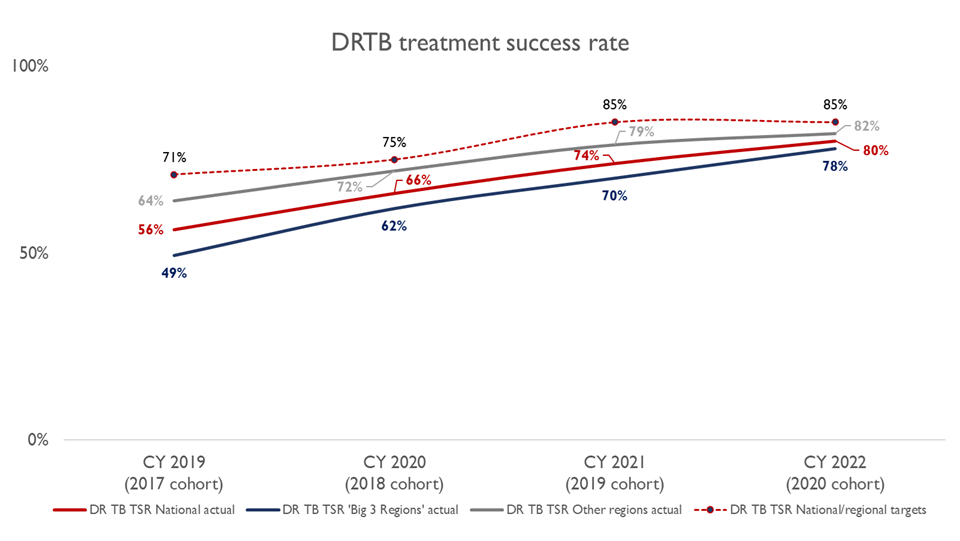 DRTB treatment success rate
100%
50%
0%
71%
75%
85%
85%
64%
72%
79%
82%
56%
66%
74%
80%
49%
62%
70%
78%
CY 2019
(2017 cohort)
CY 2020
(2018 cohort)
CY 2021
(2019 cohort)
CY 2022
(2020 cohort)
DR TB TSR National actual
DR TB TSR 'Big 3 Regions' actual
DR TB TSR Other regions actual
DR TB TSR National/regional targets